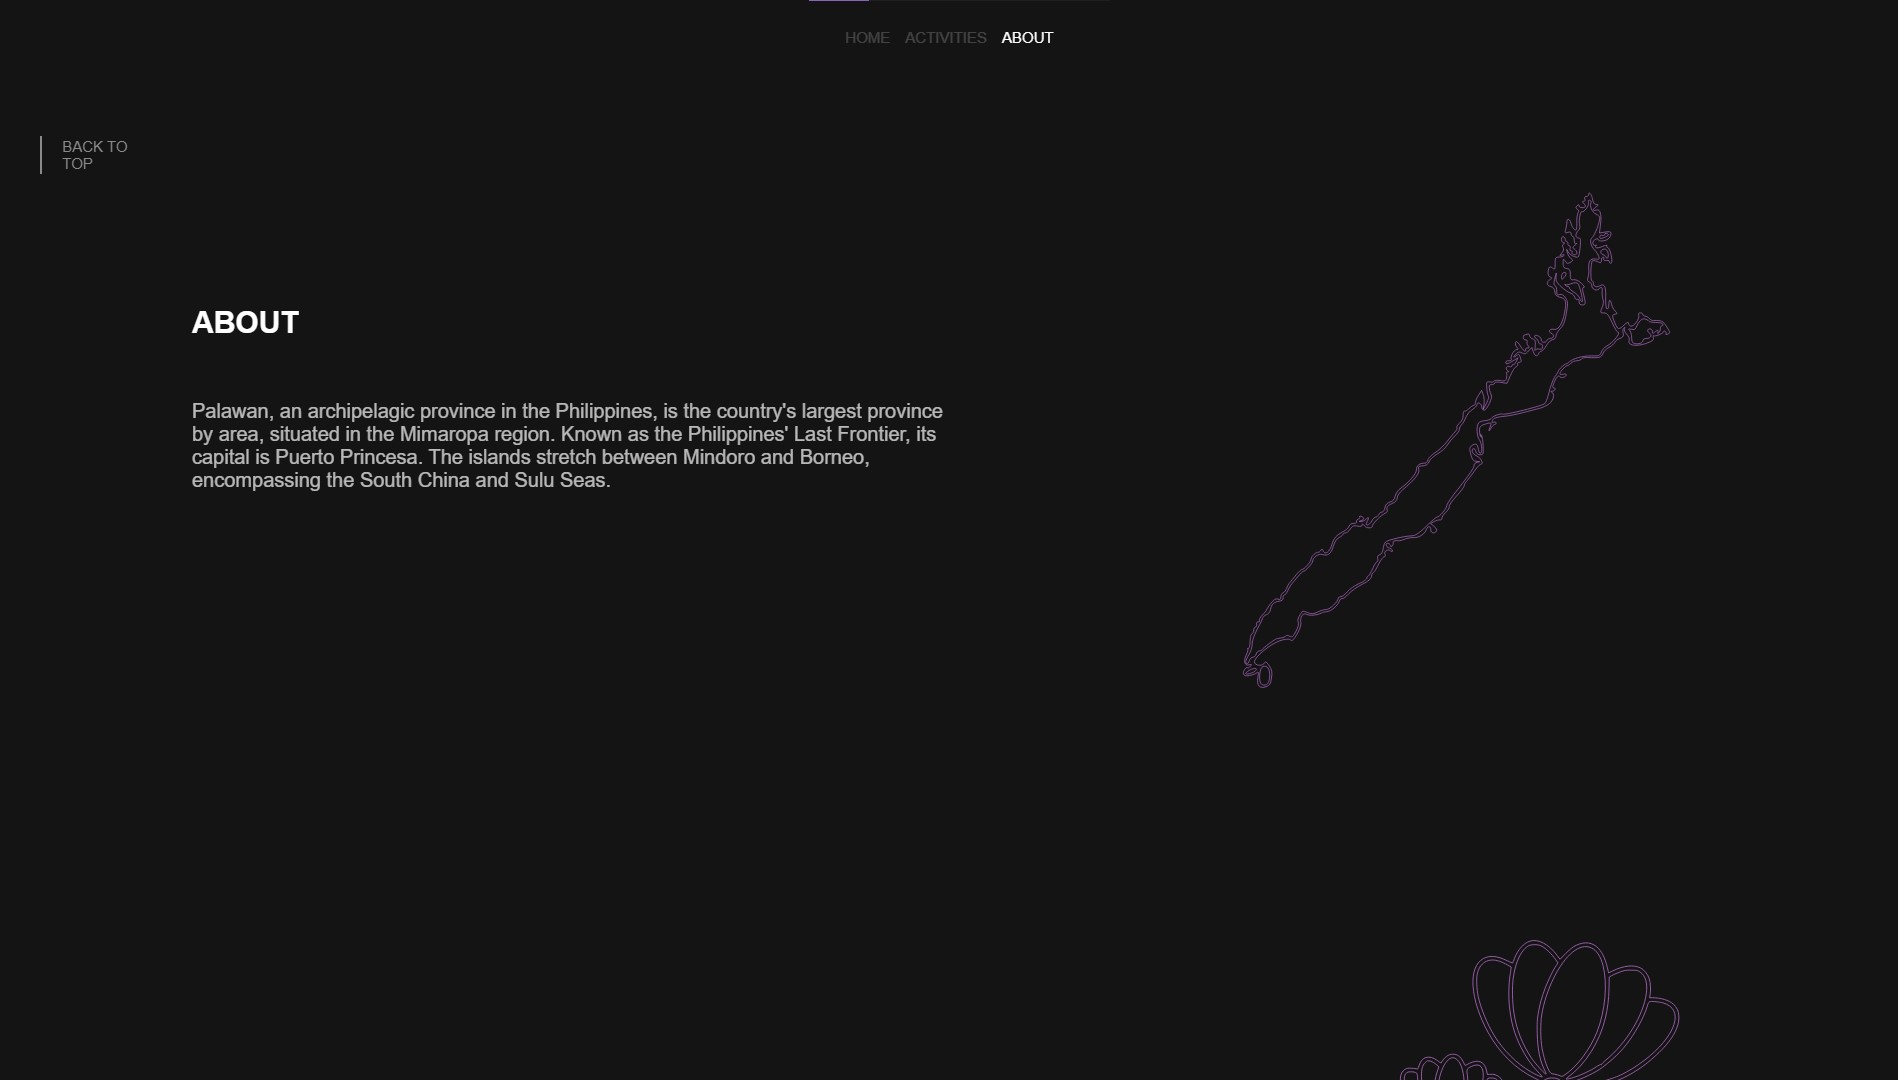 HOME ACTIVITIES ABOUT
BACK TO
TOP
ABOUT
Palawan, an archipelagic province in the Philippines, is the country's largest province
by area, situated in the Mimaropa region. Known as the Philippines' Last Frontier, its
capital is Puerto Princesa. The islands stretch between Mindoro and Borneo,
encompassing the South China and Sulu Seas.